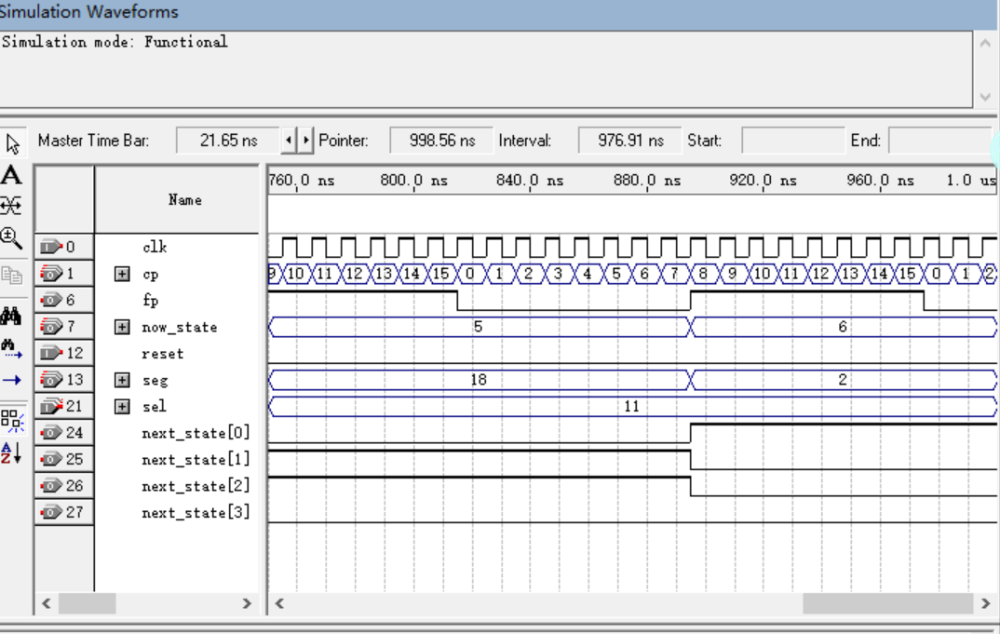 Simulation Waveforms
Simulation mode: Functional
Master Time Bar: 21.65 ns Pointer: 998.56 ns Interval: 976.91 ns Start: End:
Name 760.0 ns 800.0 ns 840.0 ns 880.0 ns 920.0 ns 960.0 ns 1.0 us
0 clk
1 cp 9 10 11 12 13 14 15 0 1 2 3 4 5 6 7 8 9 10 11 12 13 14 15 0 1 2
6 fp
7 now_state 5 6
12 reset
13 seg 18 2
21 sel 11
24 next_state[0]
25 next_state[1]
26 next_state[2]
27 next_state[3]